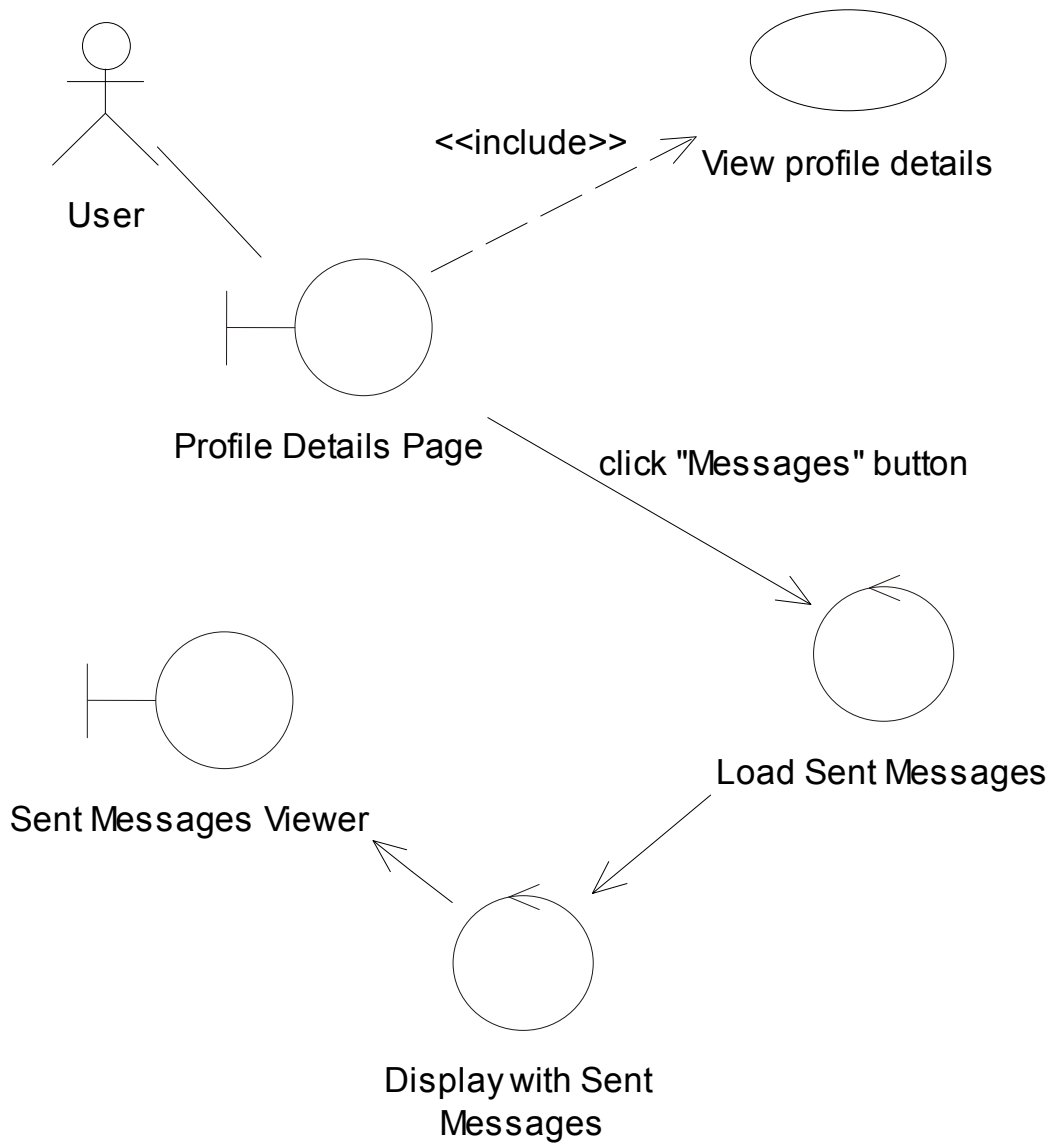 <<include>>
View profile details
User
Profile Details Page
click "Messages" button
Load Sent Messages
Sent Messages Viewer
Display with Sent
Messages